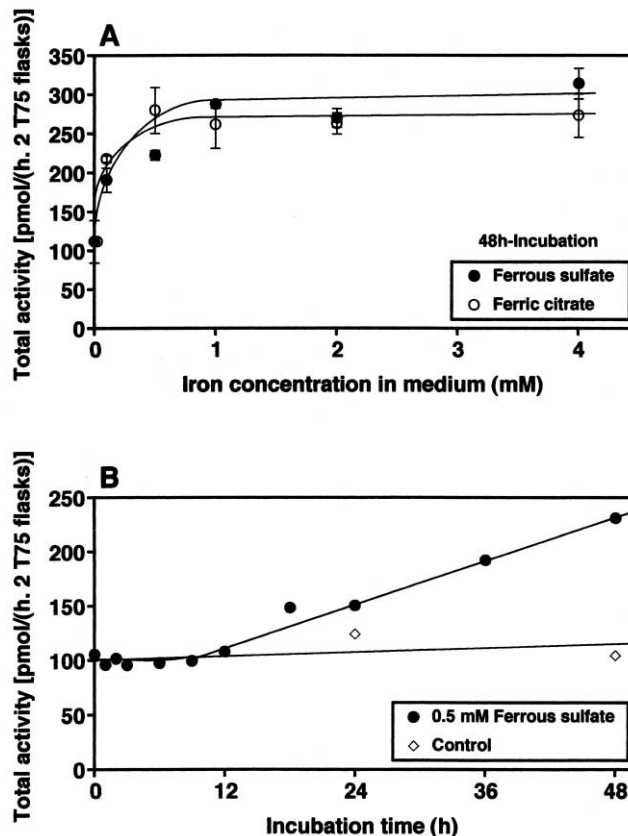 A
Total activity [pmol/(h. 2 T75 flasks)]
350
300
250
200
150
100
50
0
48h-Incubation
Ferrous sulfate
Ferric citrate
0 1 2 3 4
Iron concentration in medium (mM)
B
Total activity [pmol/(h. 2 T75 flasks)]
250
200
150
100
50
0
0.5 mM Ferrous sulfate
Control
0 12 24 36 48
Incubation time (h)